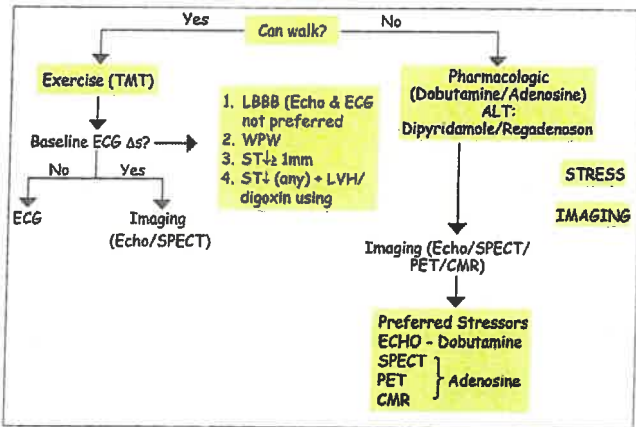 Yes
Can walk?
No
Exercise (TMT)
Baseline ECG Δs?
No
Yes
ECG
Imaging
(Echo/SPECT)
1. LBBB (Echo & ECG
not preferred
2. WPW
3. ST↓≥ 1mm
4. ST↓ (any) + LVH/
digoxin using
Pharmacologic
(Dobutamine/Adenosine)
ALT:
Dipyridamole/Regadenoson
STRESS
IMAGING
Imaging (Echo/SPECT/
PET/CMR)
Preferred Stressors
ECHO - Dobutamine
SPECT
PET } Adenosine
CMR